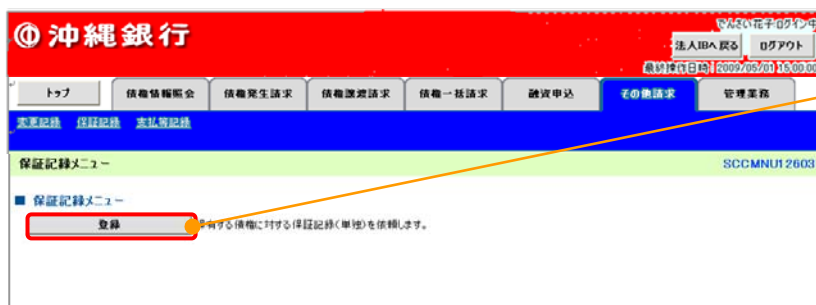 沖縄銀行
でんさい花子ログイン中
法人IBへ戻る ログアウト
最終操作日時:2009/05/01 15:00:00
トップ 債権情報照会 債権発生請求 債権譲渡請求 債権一括請求 融資申込 その他請求 管理業務
変更記録 保証記録 支払等記録
保証記録メニュー SCCMNU12603
■ 保証記録メニュー
登録 有する債権に対する保証記録(単独)を依頼します。